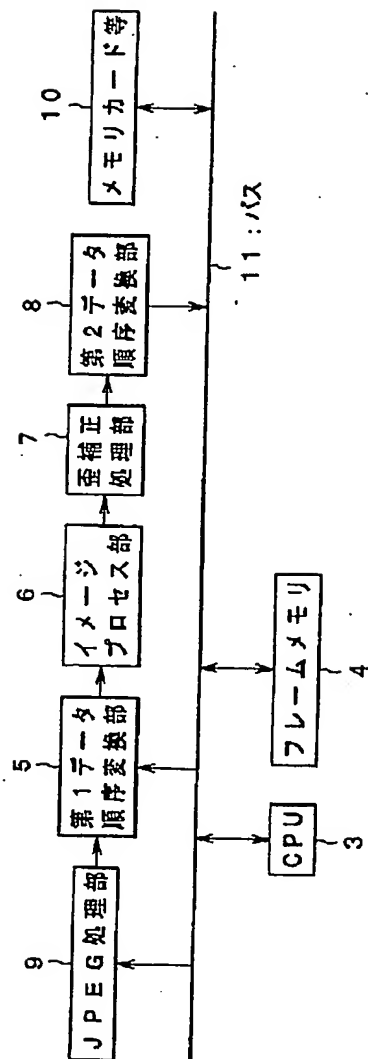 9
JPEG処理部
5
第1データ
順序変換部
6
イメージ
プロセス部
7
歪補正
処理部
8
第2データ
順序変換部
10
メモリカード等
11:バス
CPU
3
フレームメモリ
4